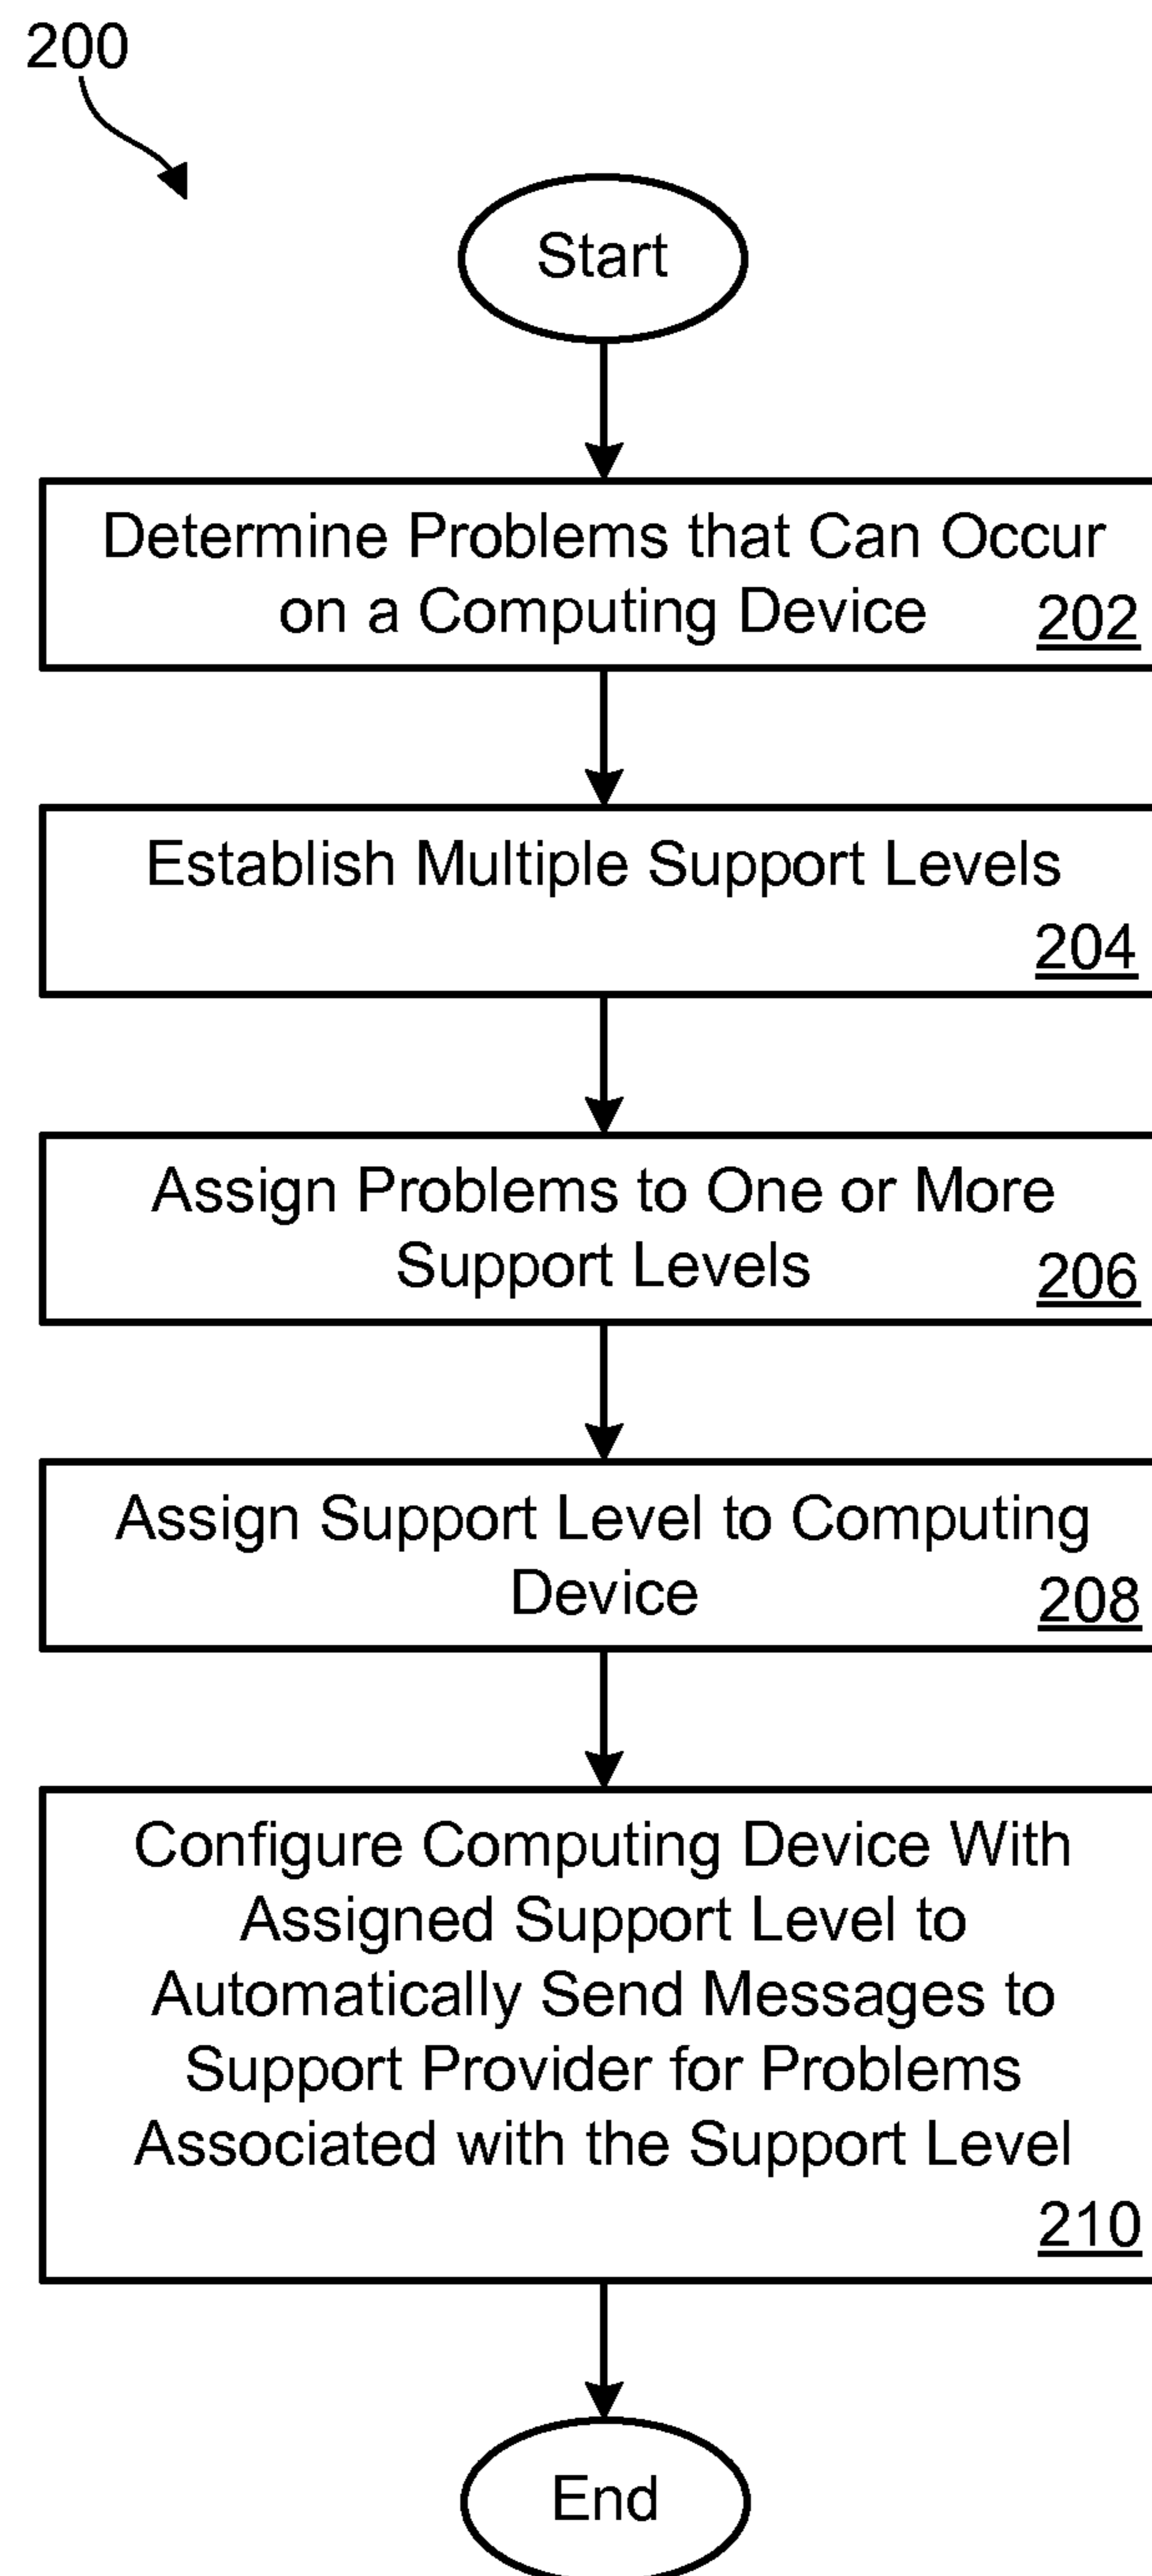 200
Start
Determine Problems that Can Occur
on a Computing Device 202
Establish Multiple Support Levels
204
Assign Problems to One or More
Support Levels 206
Assign Support Level to Computing
Device 208
Configure Computing Device With
Assigned Support Level to
Automatically Send Messages to
Support Provider for Problems
Associated with the Support Level
210
End